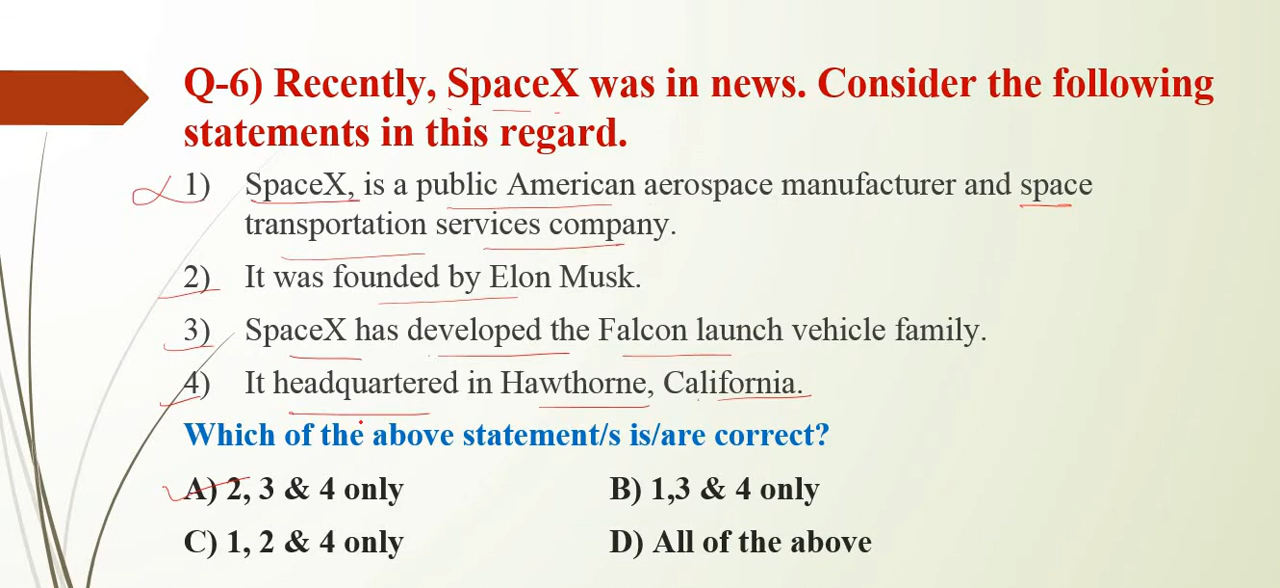 Q-6) Recently, SpaceX was in news. Consider the following
statements in this regard.
1) SpaceX, is a public American aerospace manufacturer and space
transportation services company.
2) It was founded by Elon Musk.
3) SpaceX has developed the Falcon launch vehicle family.
4) It headquartered in Hawthorne, California.
Which of the above statement/s is/are correct?
A) 2, 3 & 4 only B) 1,3 & 4 only
C) 1, 2 & 4 only D) All of the above